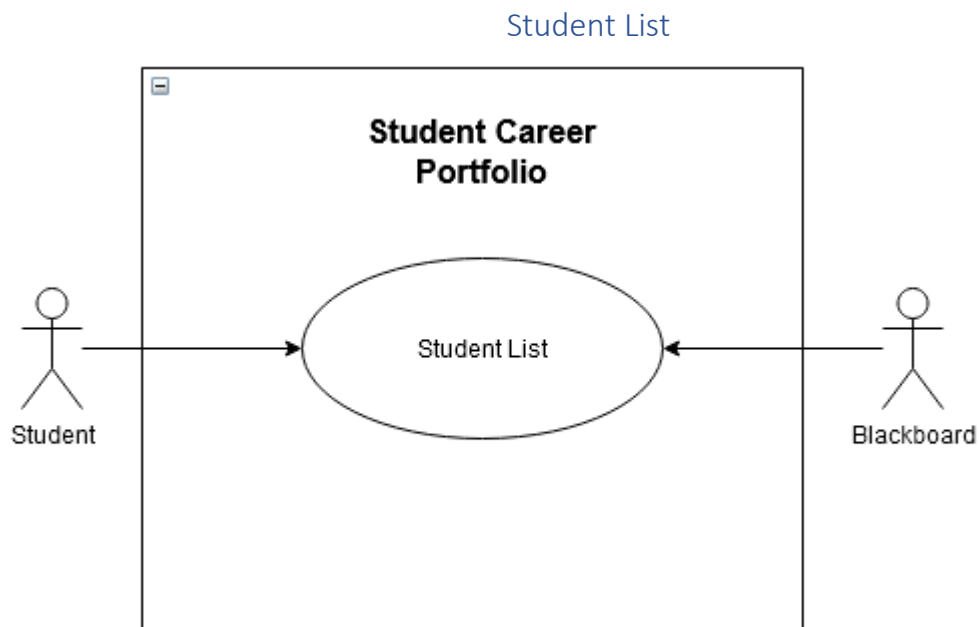 Student List
Student Career
Portfolio
Student List
Student
Blackboard